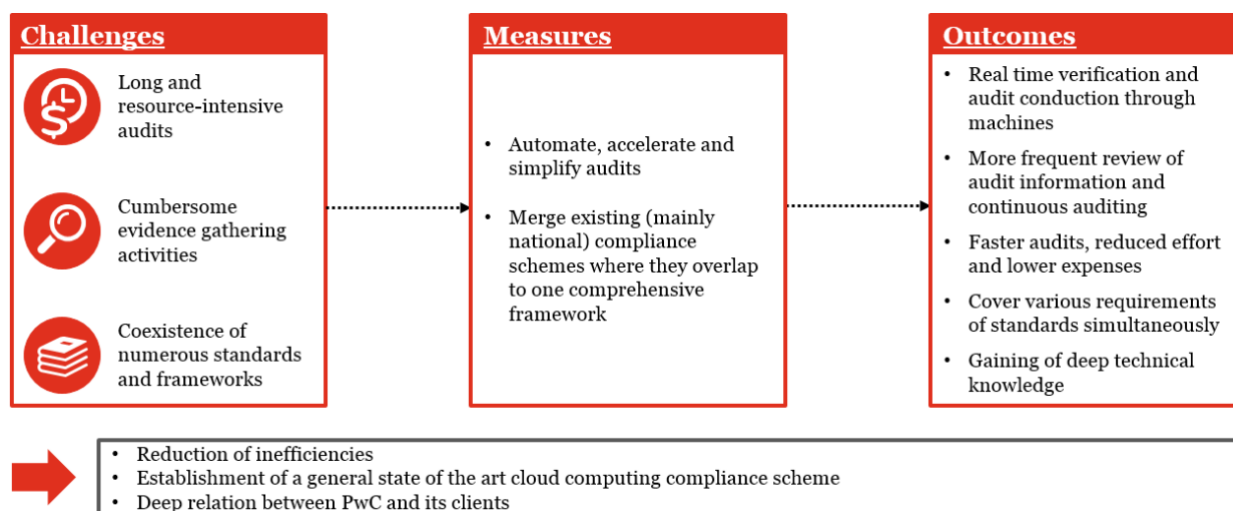 Challenges
Long and
resource-intensive
audits
Cumbersome
evidence gathering
activities
Coexistence of
numerous standards
and frameworks
Measures
• Automate, accelerate and
simplify audits
• Merge existing (mainly
national) compliance
schemes where they overlap
to one comprehensive
framework
Outcomes
• Real time verification and
audit conduction through
machines
• More frequent review of
audit information and
continuous auditing
• Faster audits, reduced effort
and lower expenses
• Cover various requirements
of standards simultaneously
• Gaining of deep technical
knowledge
• Reduction of inefficiencies
• Establishment of a general state of the art cloud computing compliance scheme
• Deep relation between PwC and its clients